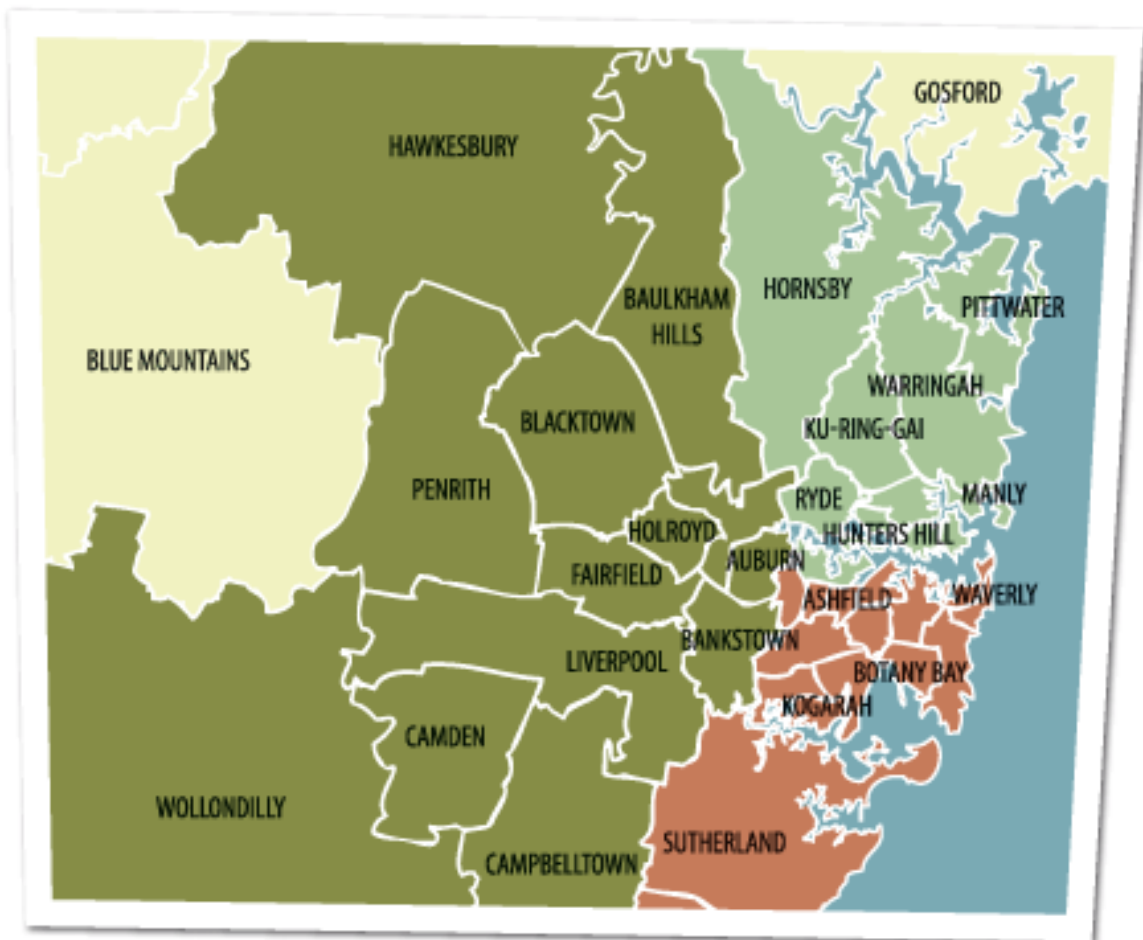 GOSFORD
HAWKESBURY
HORNSBY
BAULKHAM
HILLS
PITTWATER
BLUE MOUNTAINS
WARRINGAH
BLACKTOWN
KU-RING-GAI
PENRITH
RYDE
MANLY
HOLROYD
HUNTERS HILL
AUBURN
FAIRFIELD
ASHFIELD
WAVERLY
BANKSTOWN
LIVERPOOL
BOTANY BAY
KOGARAH
CAMDEN
WOLLONDILLY
SUTHERLAND
CAMPBELLTOWN